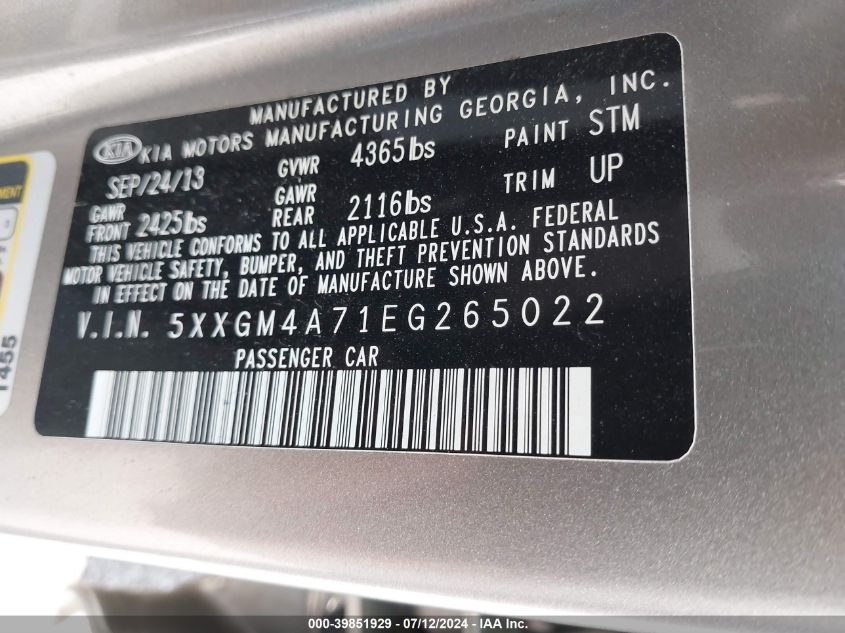 MANUFACTURED BY
KIA KIA MOTORS MANUFACTURING GEORGIA, INC.
SEP/24/13 GVWR 4365lbs PAINT STM
GAWR FRONT 2425lbs GAWR REAR 2116lbs TRIM UP
THIS VEHICLE CONFORMS TO ALL APPLICABLE U.S.A. FEDERAL
MOTOR VEHICLE SAFETY, BUMPER, AND THEFT PREVENTION STANDARDS
IN EFFECT ON THE DATE OF MANUFACTURE SHOWN ABOVE.
V.I.N. 5XXGM4A71EG265022
PASSENGER CAR
1455
000-39851929 - 07/12/2024 - © IAA Inc.